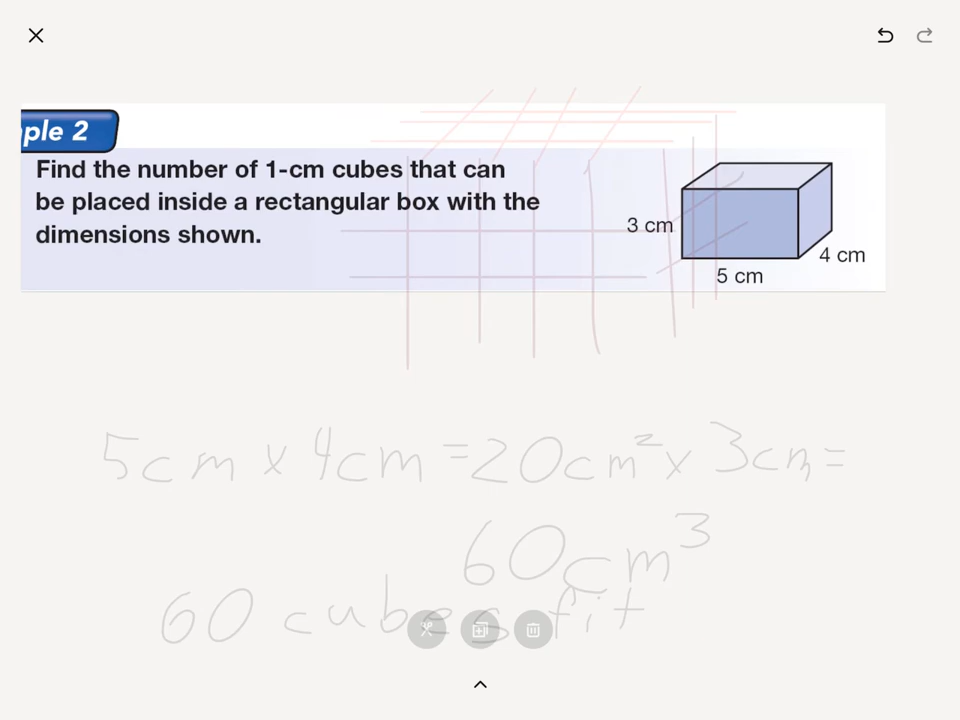 ple 2
Find the number of 1-cm cubes that can
be placed inside a rectangular box with the
dimensions shown.
3 cm
4 cm
5 cm
5cm x 4cm = 20cm² x 3cm =
60cm³
60 cubes fit